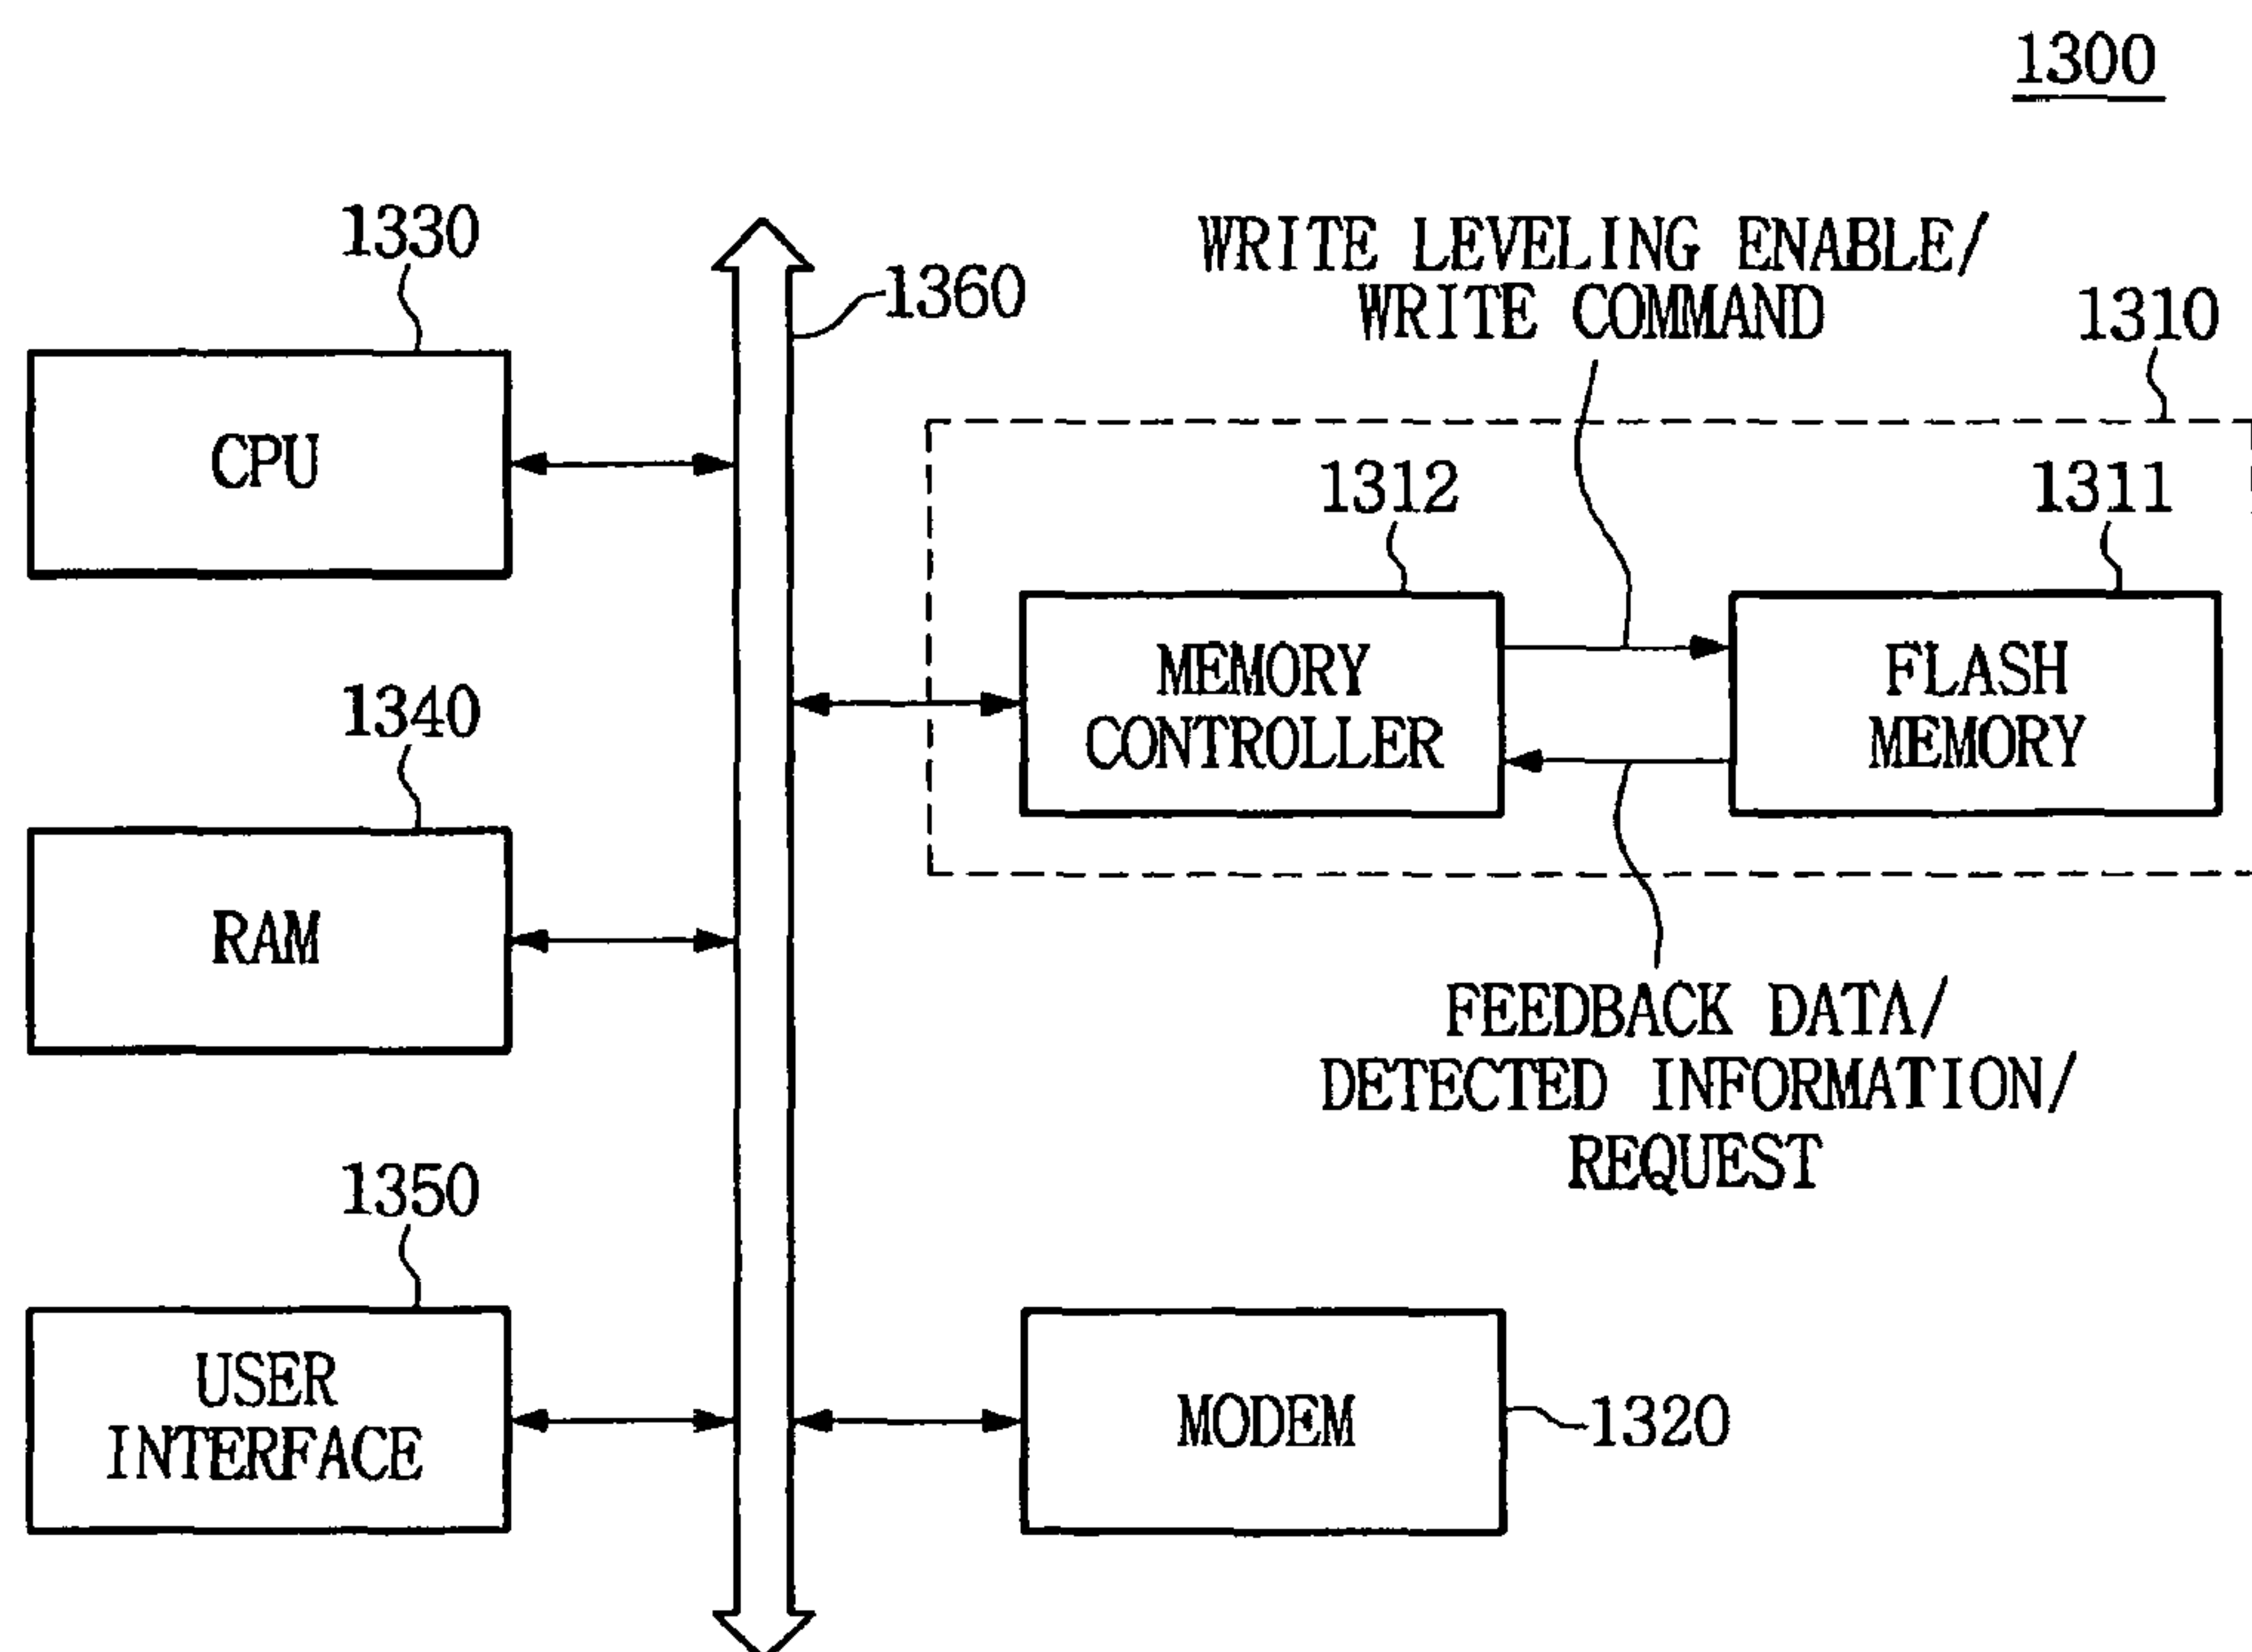 1300
1330
1360
WRITE LEVELING ENABLE/
WRITE COMMAND
1310
CPU
1312
1311
MEMORY
CONTROLLER
FLASH
MEMORY
1340
RAM
FEEDBACK DATA/
DETECTED INFORMATION/
REQUEST
1350
USER
INTERFACE
MODEM
1320